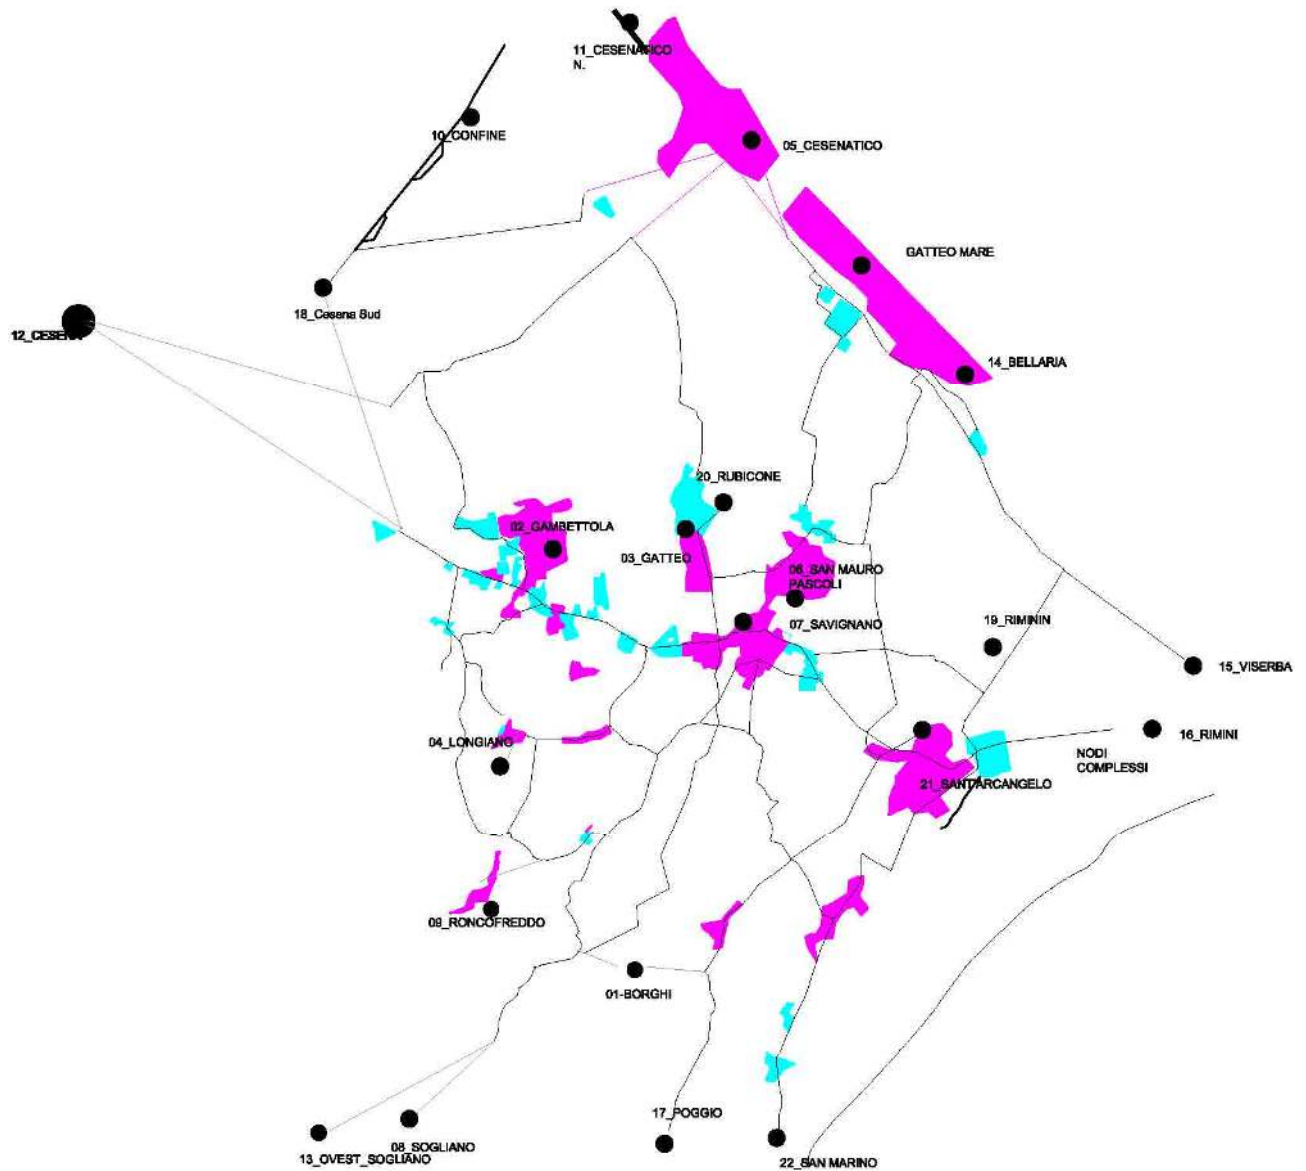 11_CESENATICO
N.
10_CONFINE
05_CESENATICO
GATTEO MARE
18_Cesena Sud
12_CESENA
14_BELLARIA
20_RUBICONE
02_GAMBETTOLA
03_GATTEO
06_SAN MAURO
PASCOLI
07_SAVIGNANO
19_RIMININ
15_VISERBA
16_RIMINI
NODI
COMPLESSI
04_LONGIANO
21_SANTARCANGELO
09_RONCOFREDDO
01-BORGHI
17_POGGIO
08_SOGLIANO
13_OVEST_SOGLIANO
22_SAN MARINO